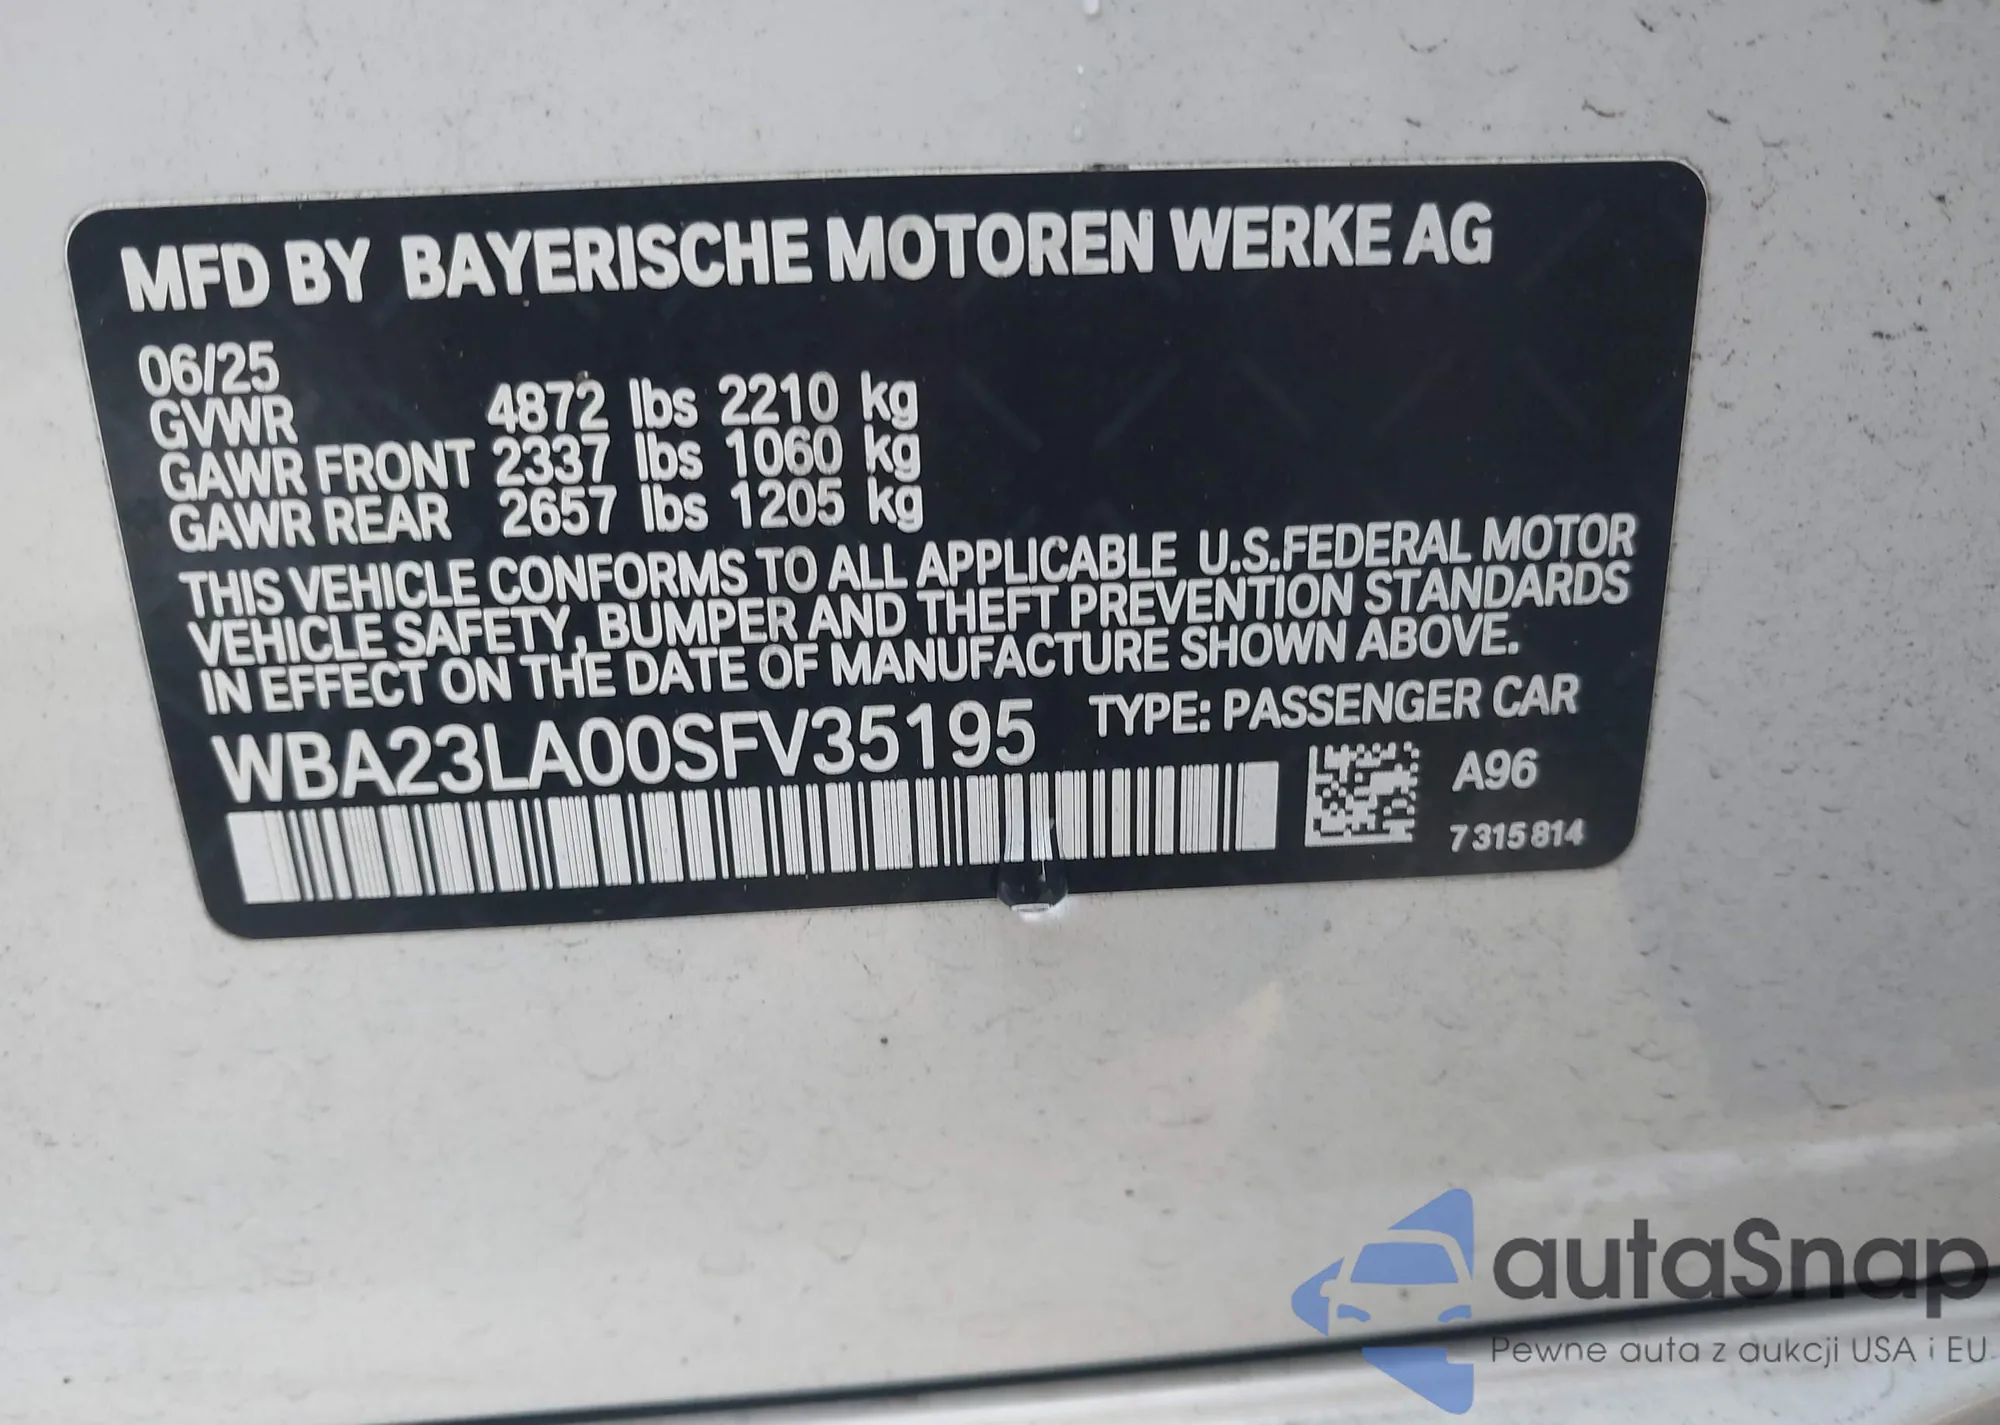 MFD BY BAYERISCHE MOTOREN WERKE AG
06/25
GVWR 4872 lbs 2210 kg
GAWR FRONT 2337 lbs 1060 kg
GAWR REAR 2657 lbs 1205 kg
THIS VEHICLE CONFORMS TO ALL APPLICABLE U.S.FEDERAL MOTOR
VEHICLE SAFETY, BUMPER AND THEFT PREVENTION STANDARDS
IN EFFECT ON THE DATE OF MANUFACTURE SHOWN ABOVE.
WBA23LA00SFV35195 TYPE: PASSENGER CAR
A96
7315814
autaSnap
Pewne auta z aukcji USA i EU